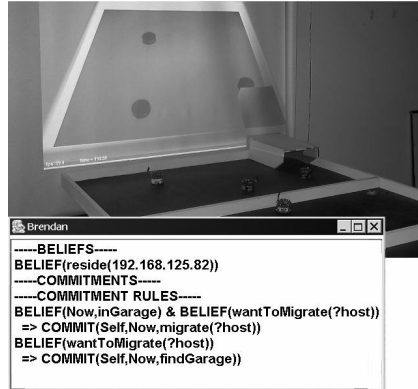 Brendan
-----BELIEFS-----
BELIEF(reside(192.168.125.82))
-----COMMITMENTS-----
-----COMMITMENT RULES-----
BELIEF(Now,inGarage) & BELIEF(wantToMigrate(?host))
=> COMMIT(Self,Now,migrate(?host))
BELIEF(wantToMigrate(?host))
=> COMMIT(Self,Now,findGarage))